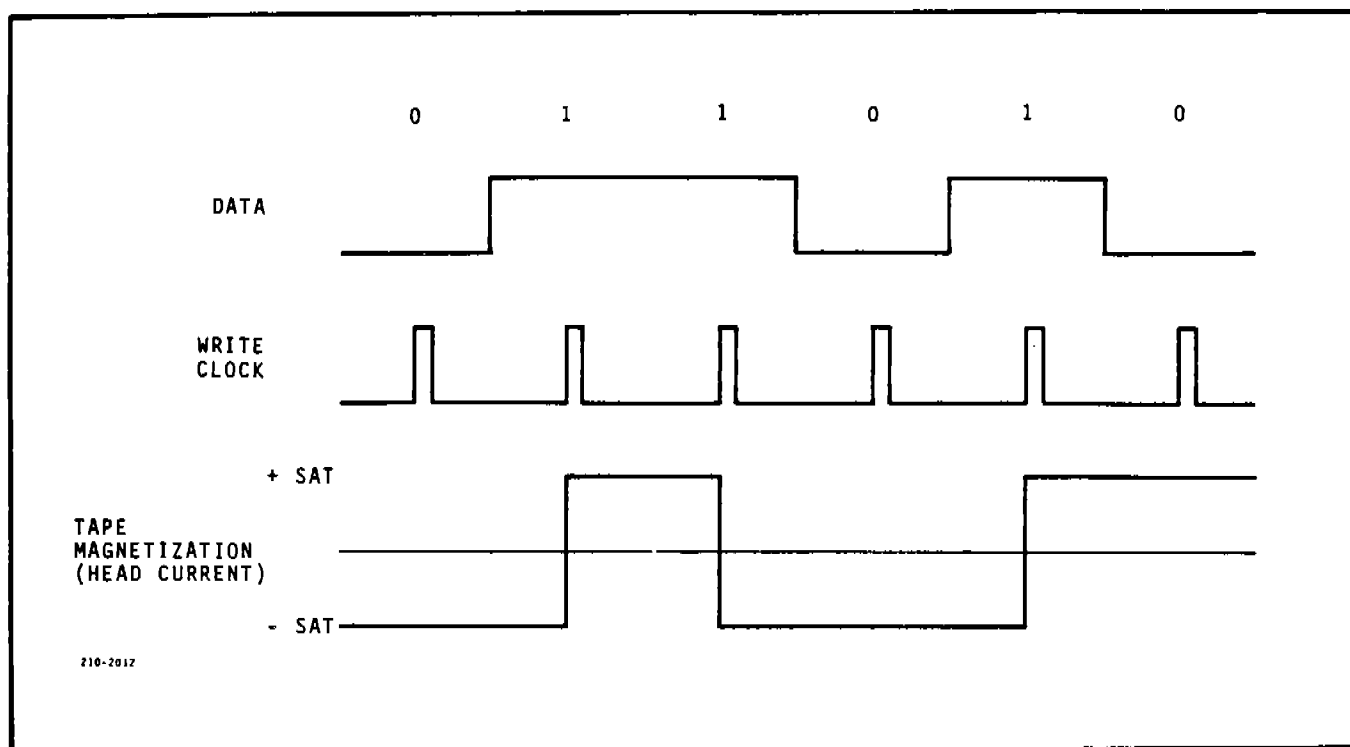 0 1 1 0 1 0
DATA
WRITE
CLOCK
+ SAT
TAPE
MAGNETIZATION
(HEAD CURRENT)
- SAT
210-2012